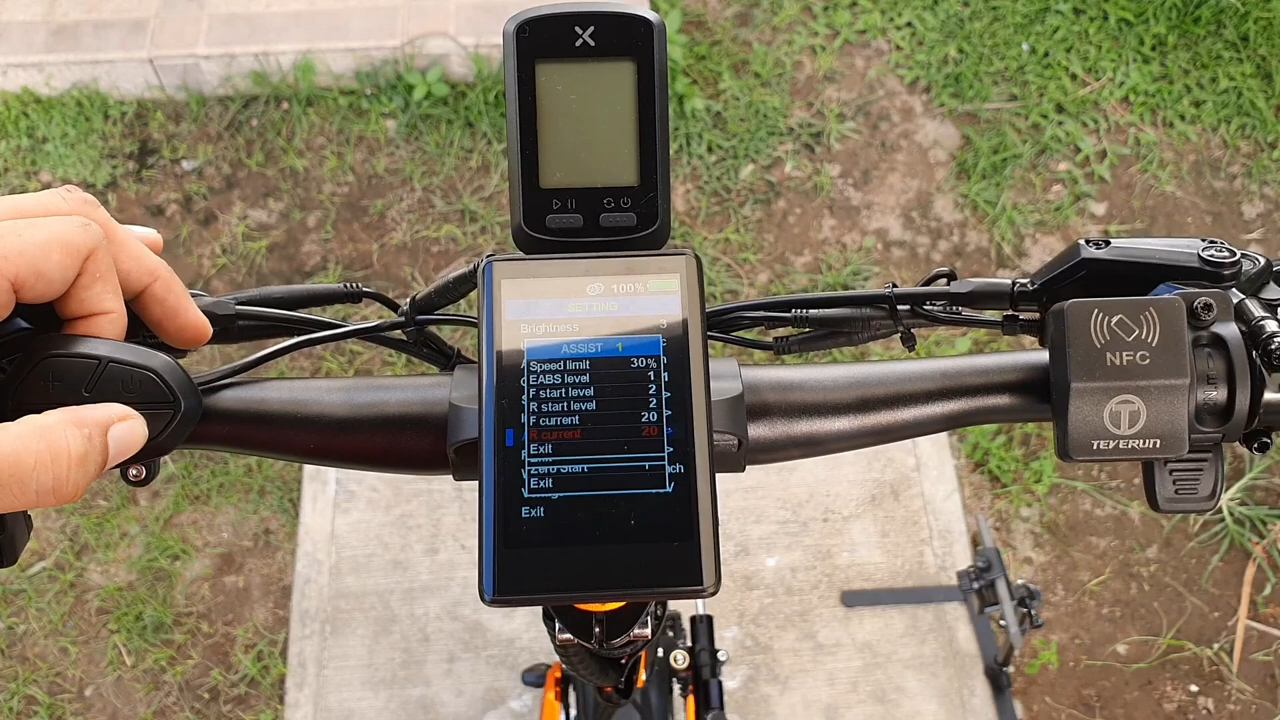 100%
SETTING
Brightness 3
ASSIST 1
Speed limit 30%
EABS level 1
F start level 2
R start level 2
F current 20
R current 20
Exit
Zero Start
Exit
Exit
NFC
TEVERUN